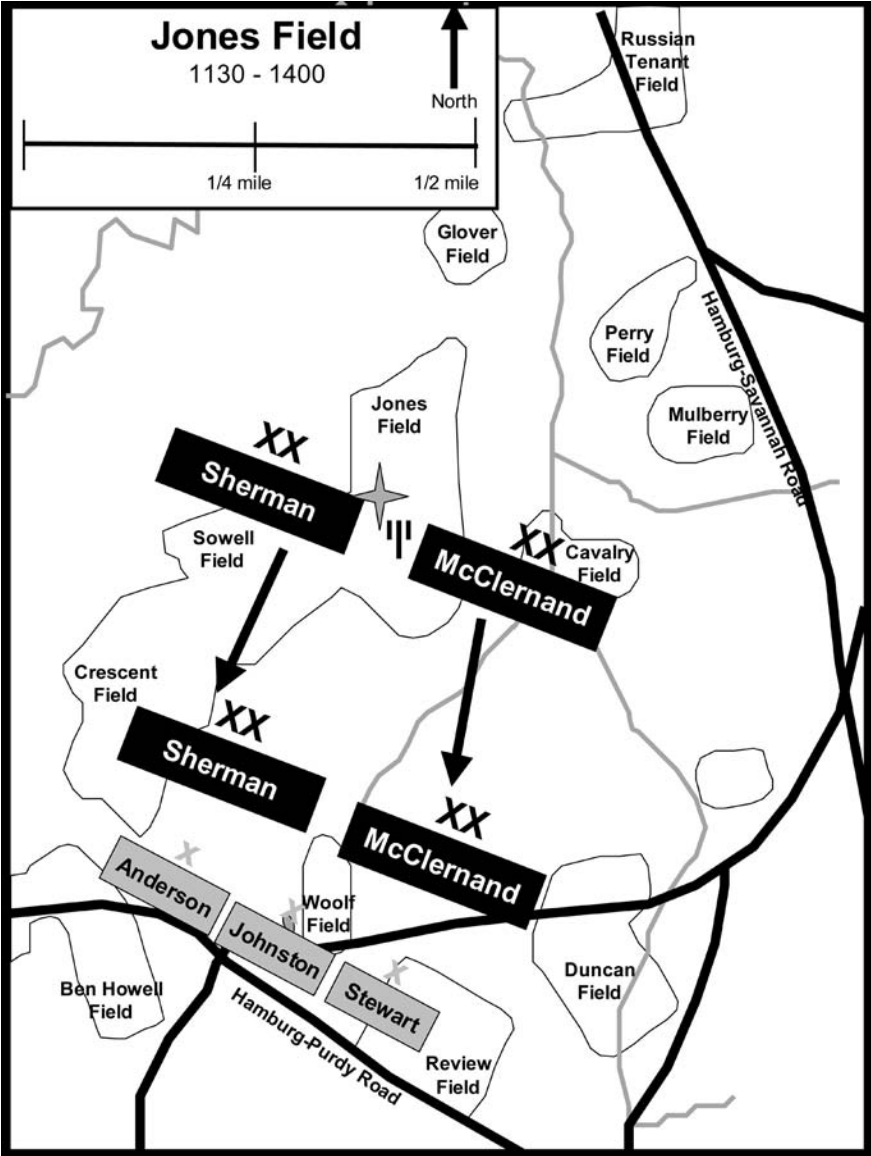 Jones Field
1130 - 1400
North
1/4 mile
1/2 mile
Russian
Tenant
Field
Glover
Field
Hamburg-Savannah Road
Perry
Field
Mulberry
Field
Jones
Field
XX
Sherman
Sowell
Field
XX
McClernand
Cavalry
Field
Crescent
Field
XX
Sherman
XX
McClernand
X
Anderson
X
Johnston
Woolf
Field
X
Stewart
Duncan
Field
Ben Howell
Field
Hamburg-Purdy Road
Review
Field